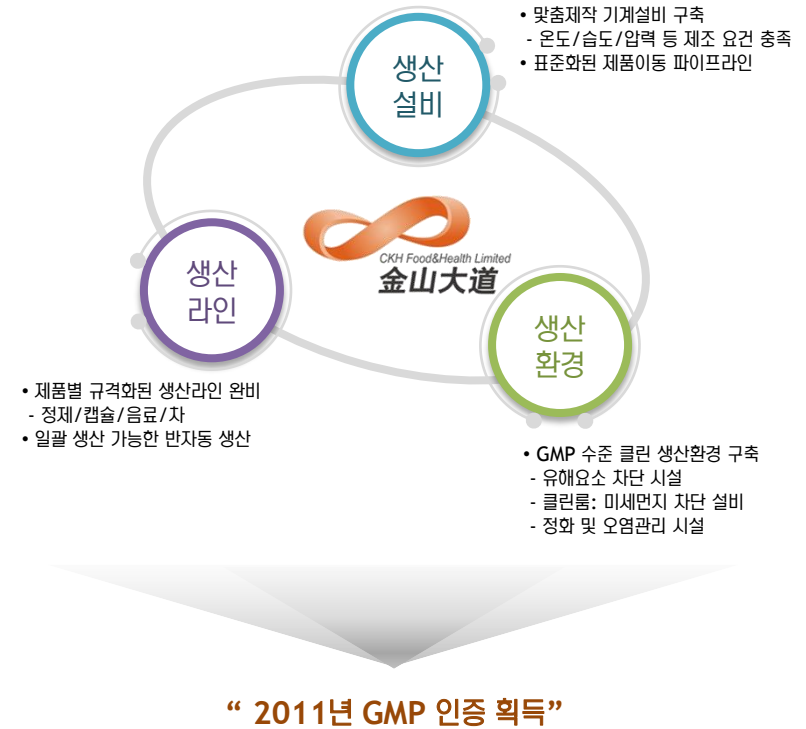 생산
설비
• 맞춤제작 기계설비 구축
- 온도/습도/압력 등 제조 요건 충족
• 표준화된 제품이동 파이프라인
CKH Food&Health Limited
金山大道
생산
라인
• 제품별 규격화된 생산라인 완비
- 정제/캡슐/음료/차
• 일괄 생산 가능한 반자동 생산
생산
환경
• GMP 수준 클린 생산환경 구축
- 유해요소 차단 시설
- 클린룸: 미세먼지 차단 설비
- 정화 및 오염관리 시설
“ 2011년 GMP 인증 획득”